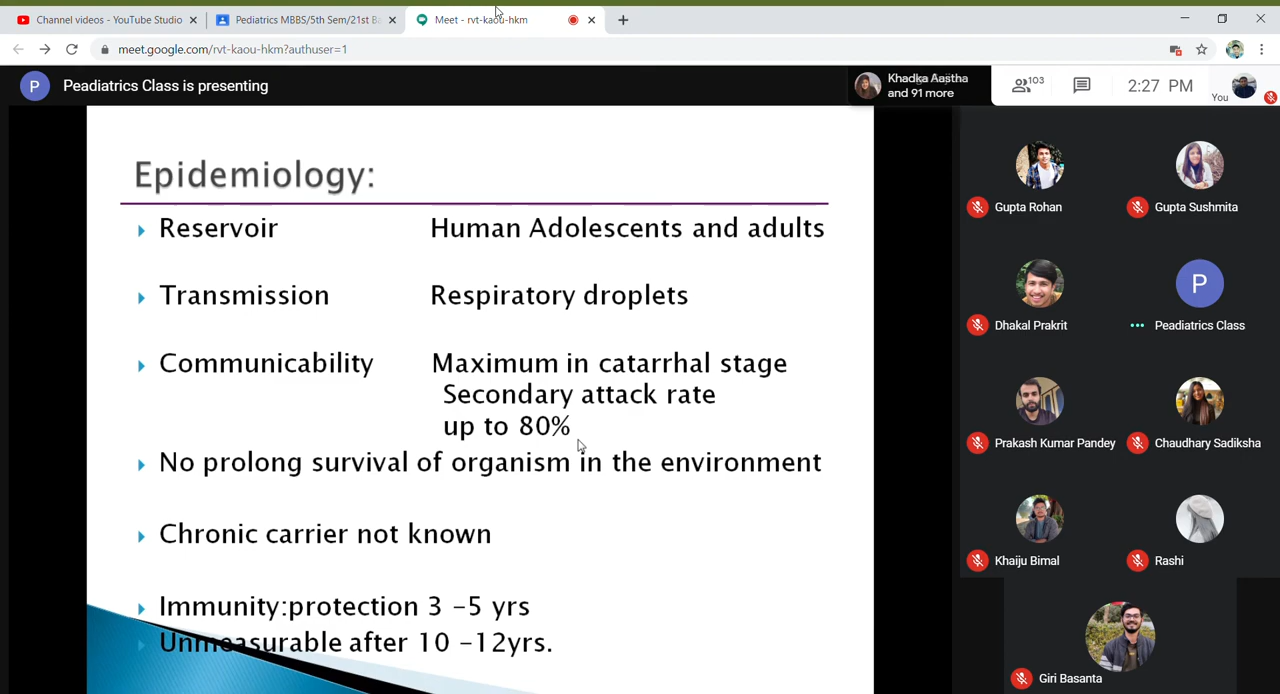 Channel videos - YouTube Studio
Pediatrics MBBS/5th Sem/21st Ba
Meet - rvt-kaou-hkm
meet.google.com/rvt-kaou-hkm?authuser=1
P Peadiatrics Class is presenting
Khadka Aajtha
and 91 more
103
2:27 PM
You
Epidemiology:
Reservoir Human Adolescents and adults
Transmission Respiratory droplets
Communicability Maximum in catarrhal stage
Secondary attack rate
up to 80%
No prolong survival of organism in the environment
Chronic carrier not known
Immunity:protection 3 -5 yrs
Unmeasurable after 10 -12yrs.
Gupta Rohan
Gupta Sushmita
Dhakal Prakrit
P
Peadiatrics Class
Prakash Kumar Pandey
Chaudhary Sadiksha
Khaiju Bimal
Rashi
Giri Basanta